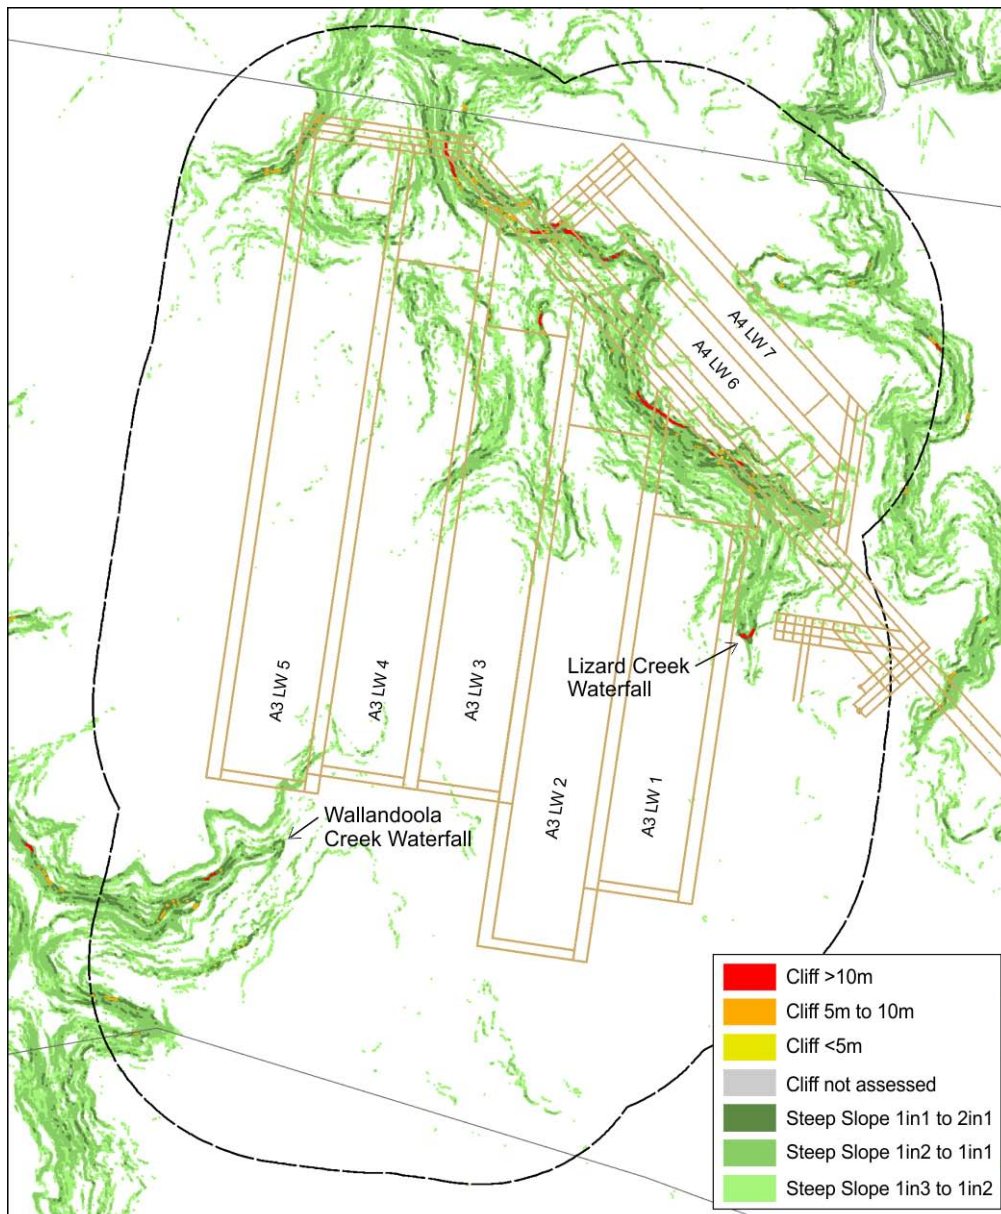 A4 LW 7
A4 LW 6
A3 LW 5
A3 LW 4
A3 LW 3
A3 LW 2
A3 LW 1
Lizard Creek
Waterfall
Wallandoola
Creek Waterfall
Cliff >10m
Cliff 5m to 10m
Cliff <5m
Cliff not assessed
Steep Slope 1in1 to 2in1
Steep Slope 1in2 to 1in1
Steep Slope 1in3 to 1in2